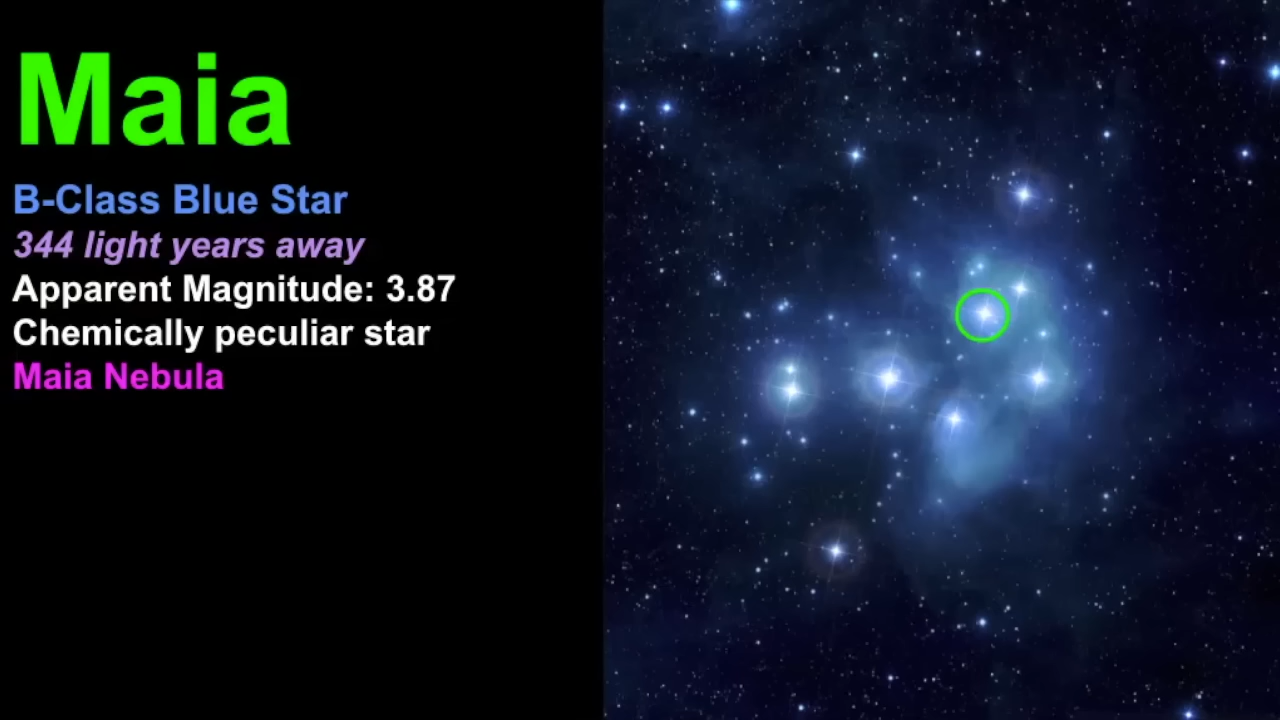 Maia
B-Class Blue Star
344 light years away
Apparent Magnitude: 3.87
Chemically peculiar star
Maia Nebula